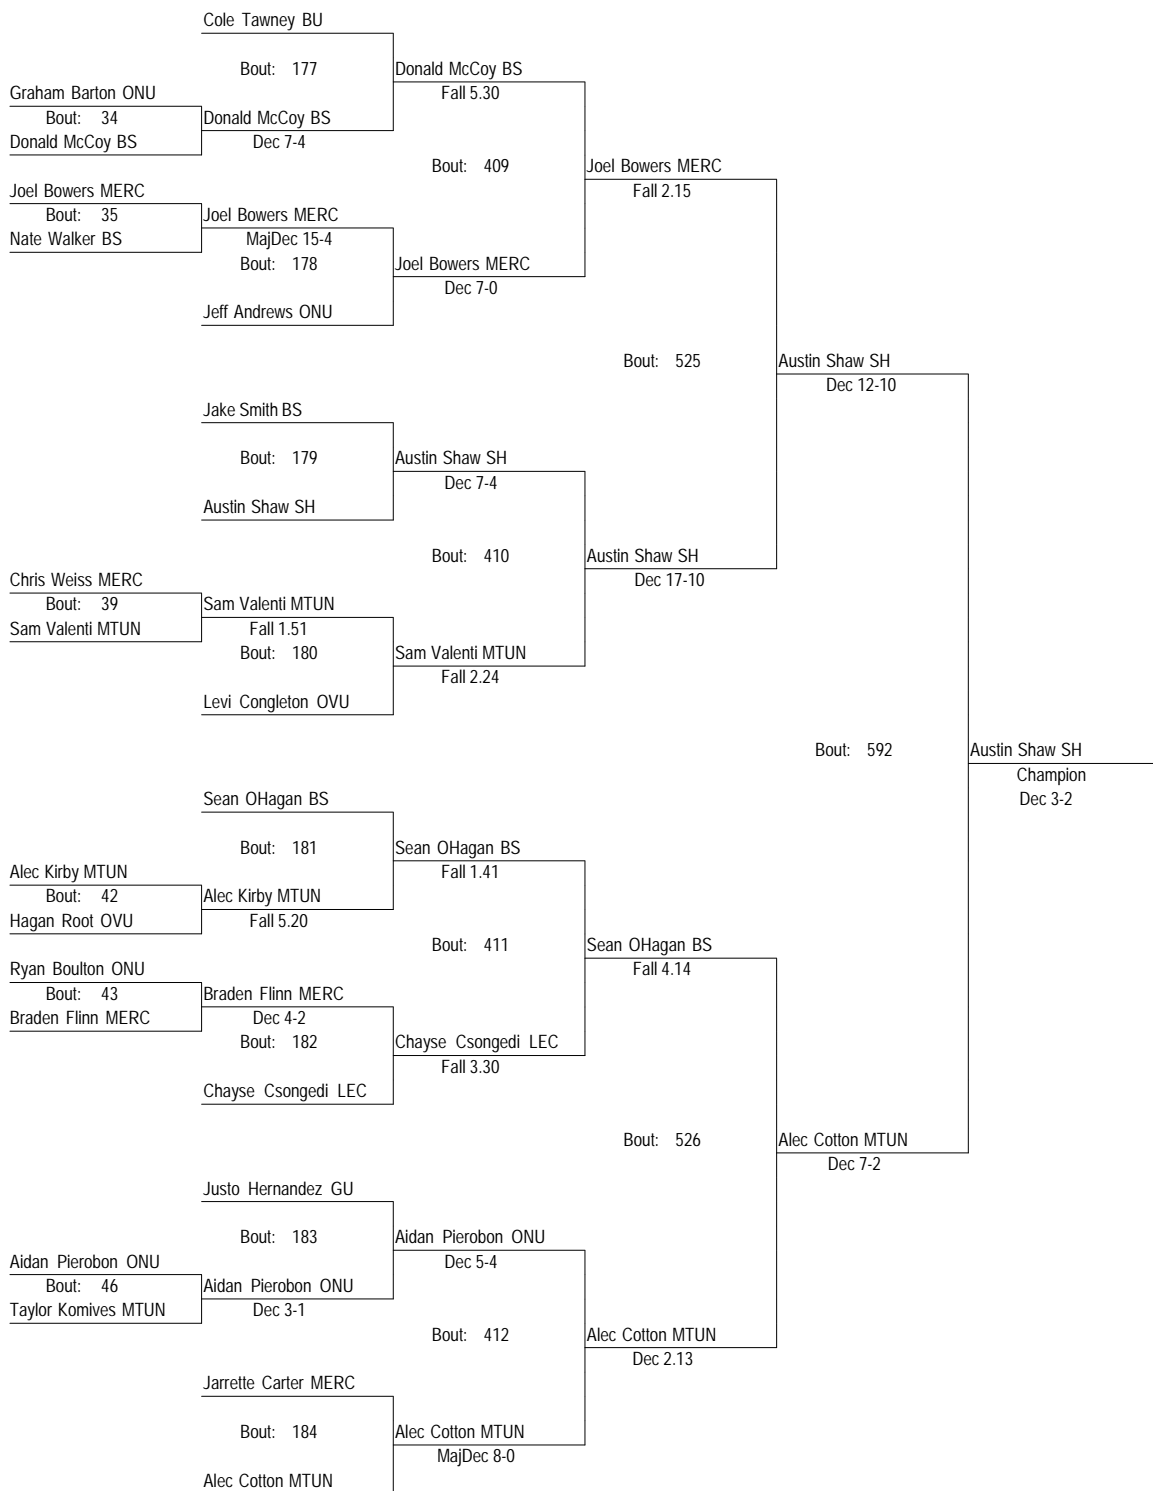 Cole Tawney BU
Bout: 177
Donald McCoy BS
Fall 5.30
Graham Barton ONU
Bout: 34
Donald McCoy BS
Donald McCoy BS
Dec 7-4
Bout: 409
Joel Bowers MERC
Fall 2.15
Joel Bowers MERC
Bout: 35
Nate Walker BS
Joel Bowers MERC
MajDec 15-4
Bout: 178
Joel Bowers MERC
Dec 7-0
Jeff Andrews ONU
Bout: 525
Austin Shaw SH
Dec 12-10
Jake Smith BS
Bout: 179
Austin Shaw SH
Dec 7-4
Austin Shaw SH
Bout: 410
Austin Shaw SH
Dec 17-10
Chris Weiss MERC
Bout: 39
Sam Valenti MTUN
Sam Valenti MTUN
Fall 1.51
Bout: 180
Sam Valenti MTUN
Fall 2.24
Levi Congleton OVU
Bout: 592
Austin Shaw SH
Champion
Dec 3-2
Sean OHagan BS
Bout: 181
Sean OHagan BS
Fall 1.41
Alec Kirby MTUN
Bout: 42
Hagan Root OVU
Alec Kirby MTUN
Fall 5.20
Bout: 411
Sean OHagan BS
Fall 4.14
Ryan Boulton ONU
Bout: 43
Braden Flinn MERC
Braden Flinn MERC
Dec 4-2
Bout: 182
Chayse Csongedi LEC
Fall 3.30
Chayse Csongedi LEC
Bout: 526
Alec Cotton MTUN
Dec 7-2
Justo Hernandez GU
Bout: 183
Aidan Pierobon ONU
Dec 5-4
Aidan Pierobon ONU
Bout: 46
Taylor Komives MTUN
Aidan Pierobon ONU
Dec 3-1
Bout: 412
Alec Cotton MTUN
Dec 2.13
Jarrette Carter MERC
Bout: 184
Alec Cotton MTUN
MajDec 8-0
Alec Cotton MTUN